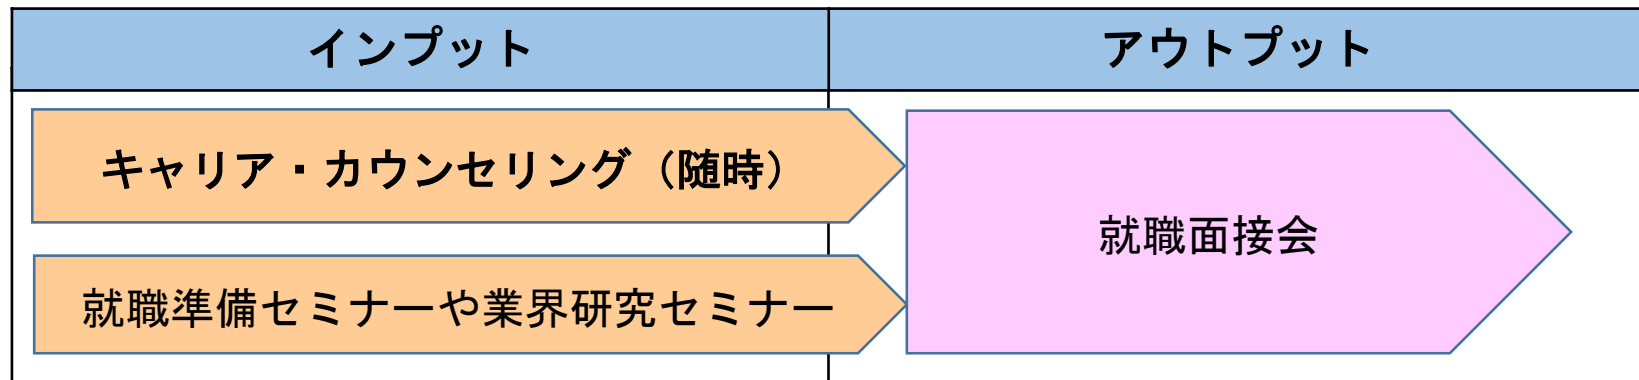 インプット
アウトプット
キャリア・カウンセリング（随時）
就職準備セミナーや業界研究セミナー
就職面接会